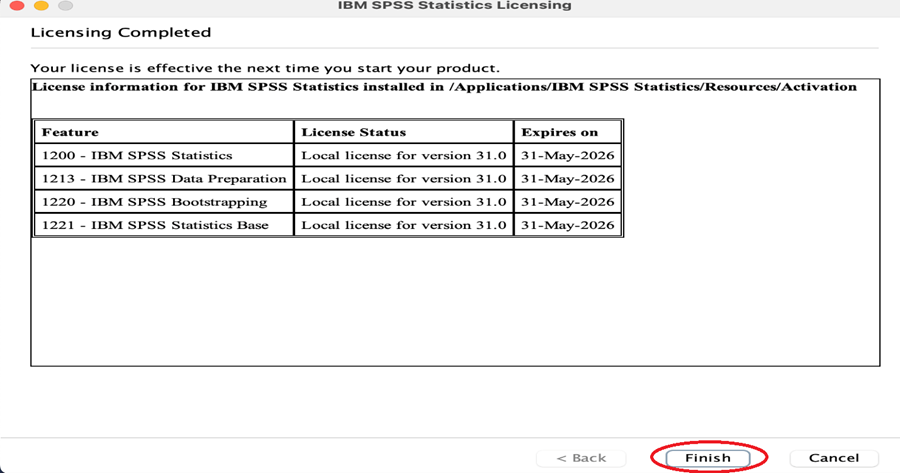 IBM SPSS Statistics Licensing
Licensing Completed
Your license is effective the next time you start your product.
License information for IBM SPSS Statistics installed in /Applications/IBM SPSS Statistics/Resources/Activation
Feature License Status Expires on
1200 - IBM SPSS Statistics Local license for version 31.0 31-May-2026
1213 - IBM SPSS Data Preparation Local license for version 31.0 31-May-2026
1220 - IBM SPSS Bootstrapping Local license for version 31.0 31-May-2026
1221 - IBM SPSS Statistics Base Local license for version 31.0 31-May-2026
< Back Finish Cancel